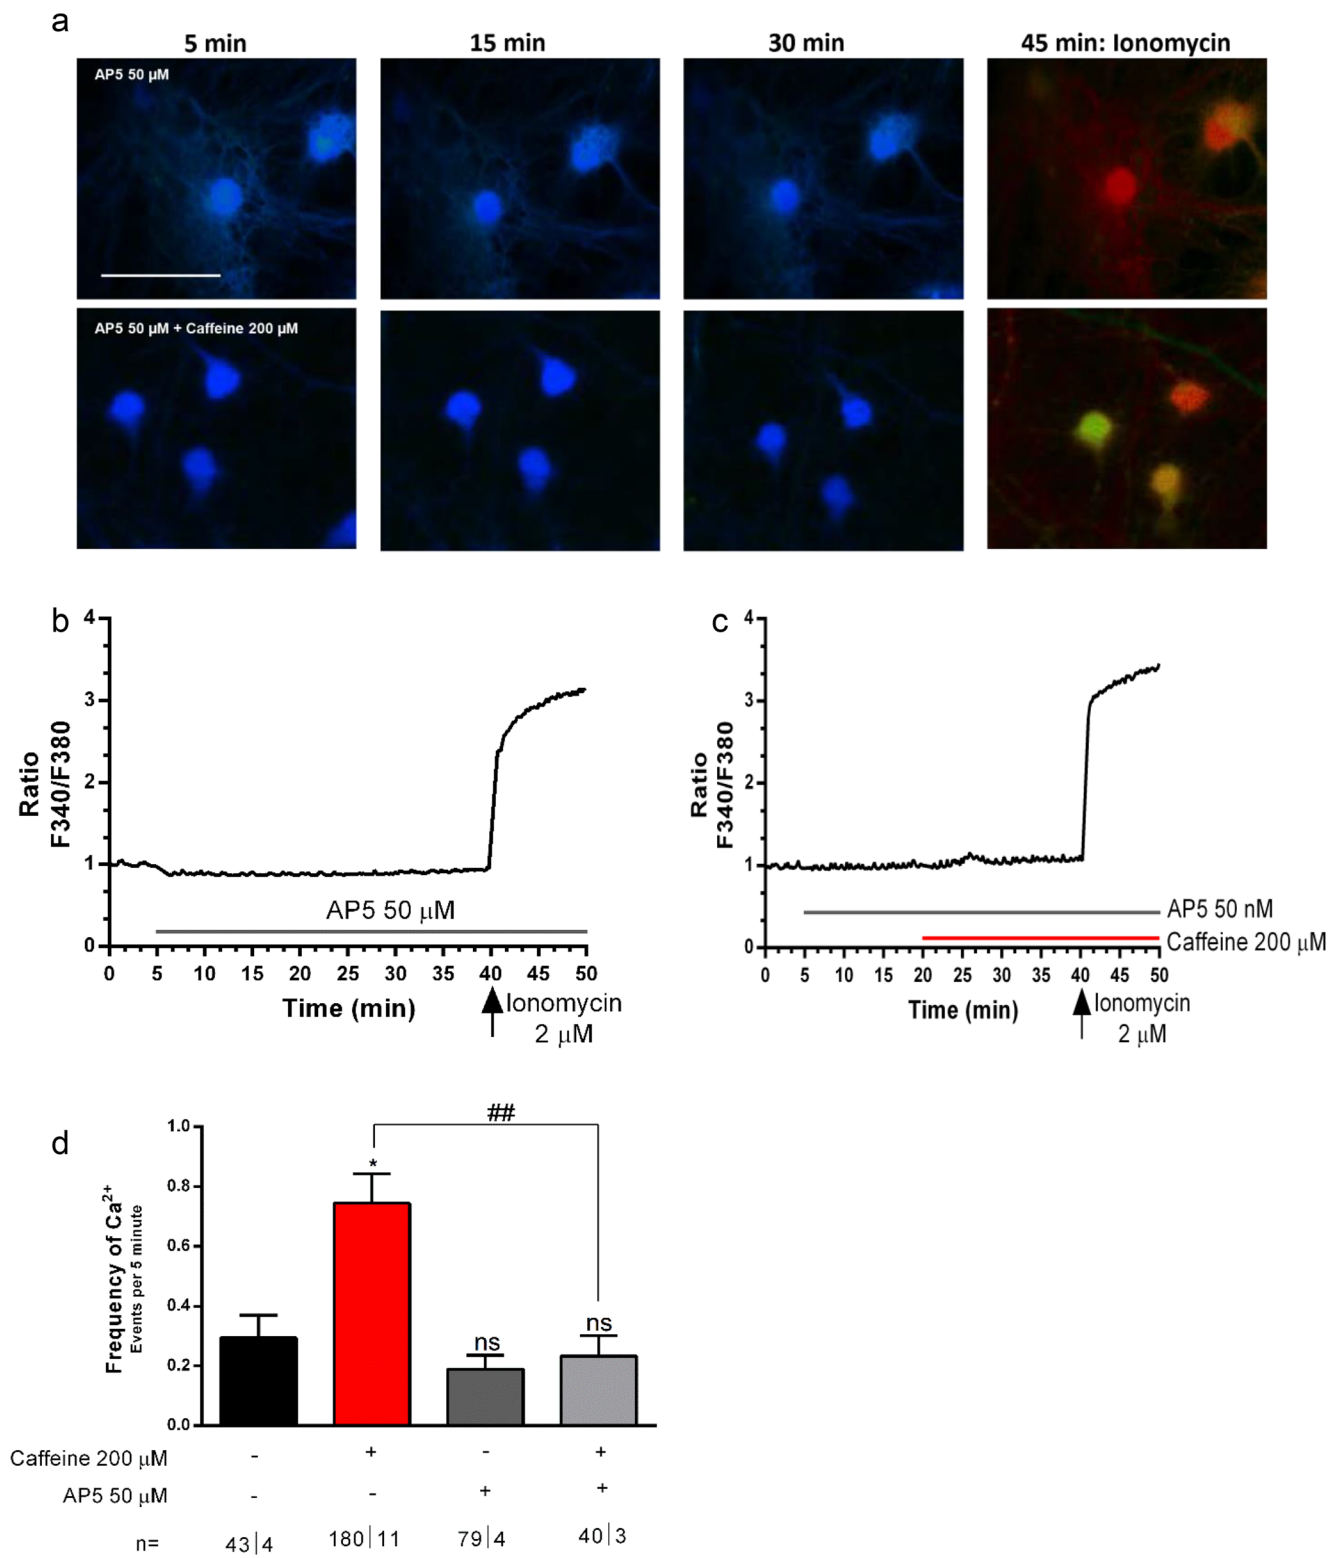 a
5 min 15 min 30 min 45 min: Ionomycin
AP5 50 µM
AP5 50 µM + Caffeine 200 µM
b
4
3
2
1
0
Ratio
F340/F380
AP5 50 µM
0 5 10 15 20 25 30 35 40 45 50
Time (min)
Ionomycin
2 µM
c
4
3
2
1
0
Ratio
F340/F380
AP5 50 nM
Caffeine 200 µM
0 5 10 15 20 25 30 35 40 45 50
Time (min)
Ionomycin
2 µM
d
1.0
0.8
0.6
0.4
0.2
0.0
Frequency of Ca2+
Events per 5 minute
##
*
ns
ns
Caffeine 200 µM - + - +
AP5 50 µM - - + +
n= 43|4 180|11 79|4 40|3